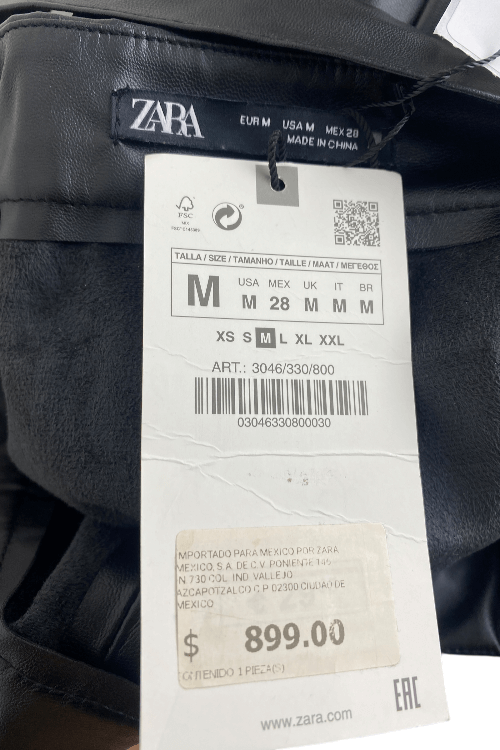 ZARA
EUR M USA M MEX 28
MADE IN CHINA
FSC
TALLA / SIZE / TAMANHO / TAILLE / MAAT / ΜΕΓΕΘΟΣ
M
USA MEX UK IT BR
M 28 M M M
XS S M L XL XXL
ART.: 3046/330/800
03046330800030
MPORTADO PARA MEXICO POR ZARA
MEXICO, S.A. DE C.V. PONIENTE 146
N.730 COL. IND. VALLEJO
AZCAPOTZALCO C.P. 02300 CIUDAD DE
MEXICO
$ 899.00
CONTENIDO 1 PIEZA(S)
EAC
www.zara.com